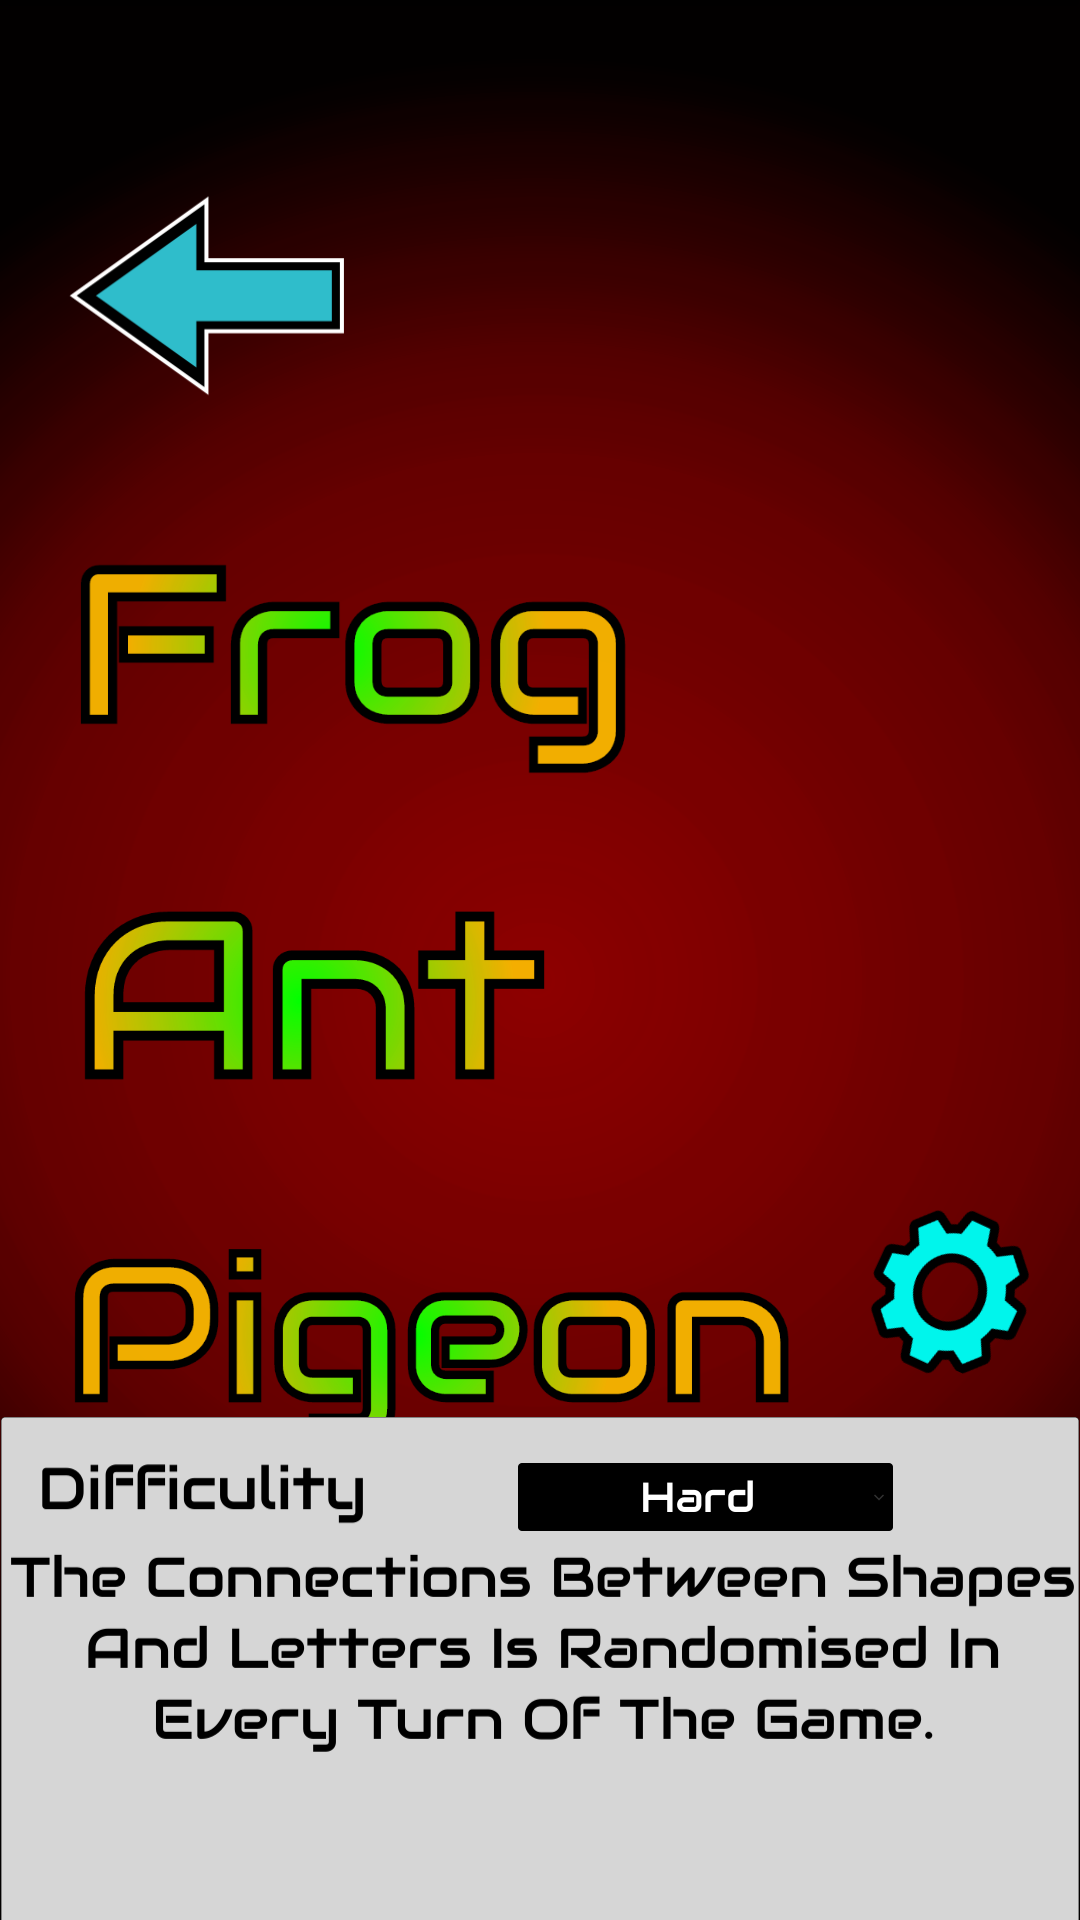 Frog
Ant
Pigeon
Difficulity
Hard
The Connections Between Shapes
And Letters Is Randomised In
Every Turn Of The Game.